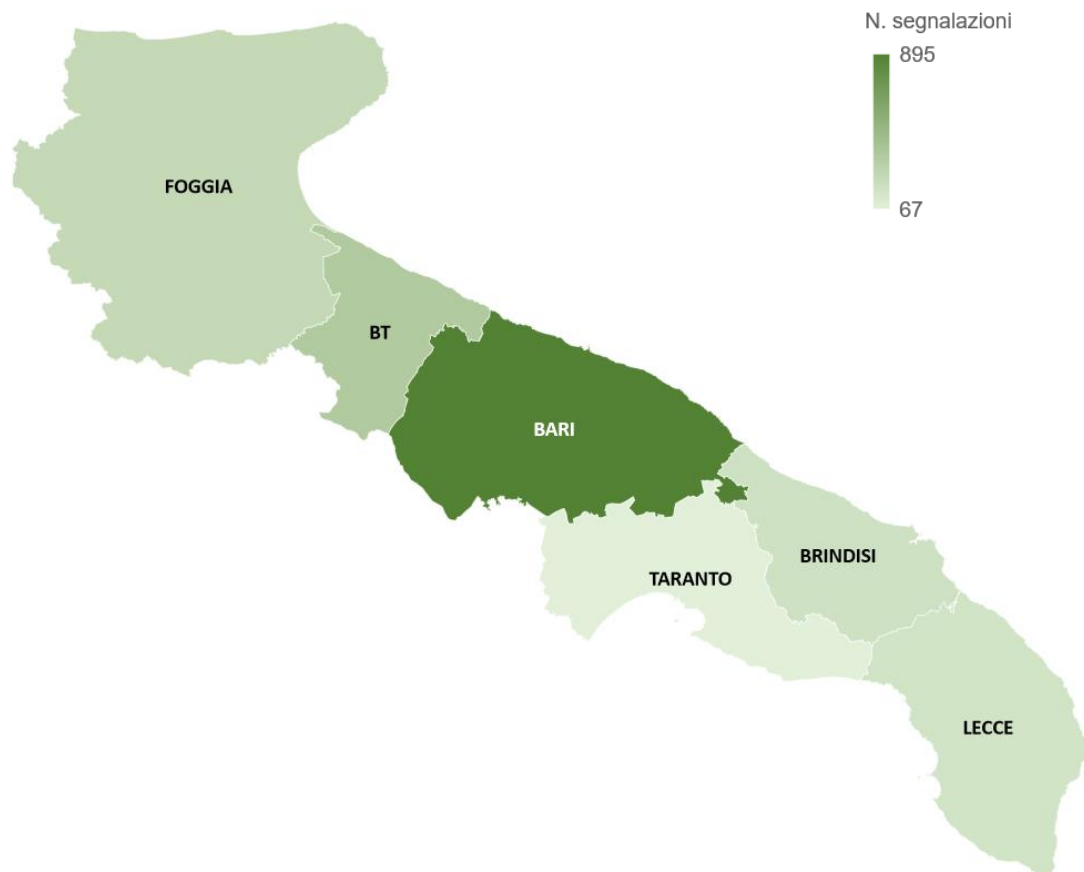 N. segnalazioni
895
67
FOGGIA
BT
BARI
BRINDISI
TARANTO
LECCE